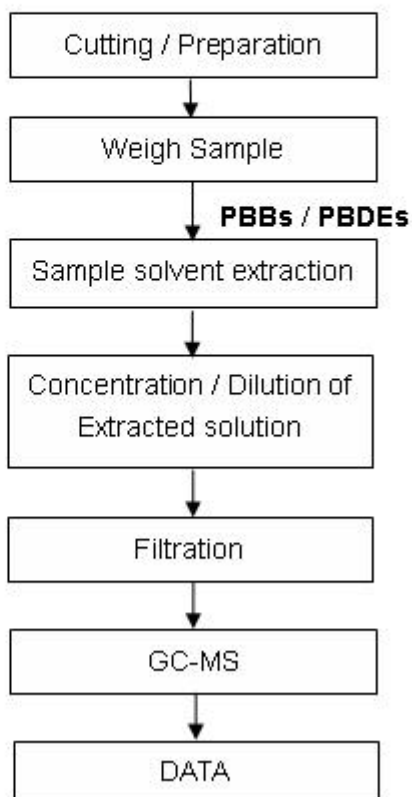 Cutting / Preparation
Weigh Sample
PBBs / PBDEs
Sample solvent extraction
Concentration / Dilution of
Extracted solution
Filtration
GC-MS
DATA